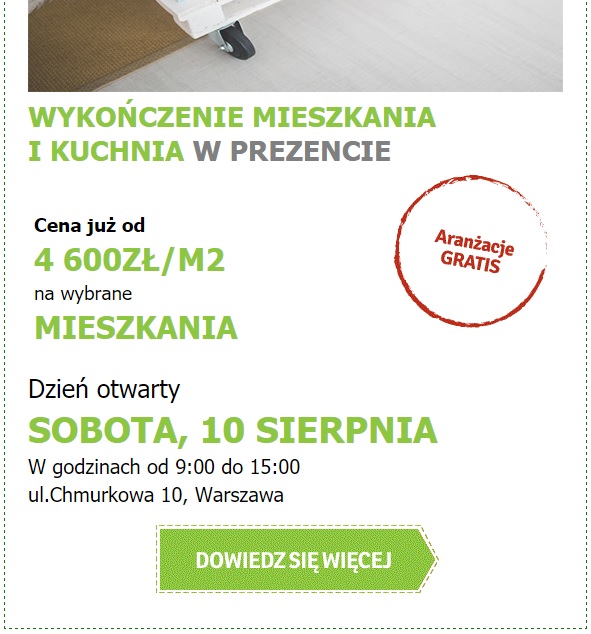 WYKOŃCZENIE MIESZKANIA
I KUCHNIA W PREZENCIE
Cena już od
4 600ZŁ/M2
na wybrane
MIESZKANIA
Aranżacje
GRATIS
Dzień otwarty
SOBOTA, 10 SIERPNIA
W godzinach od 9:00 do 15:00
ul.Chmurkowa 10, Warszawa
DOWIEDZ SIĘ WIĘCEJ